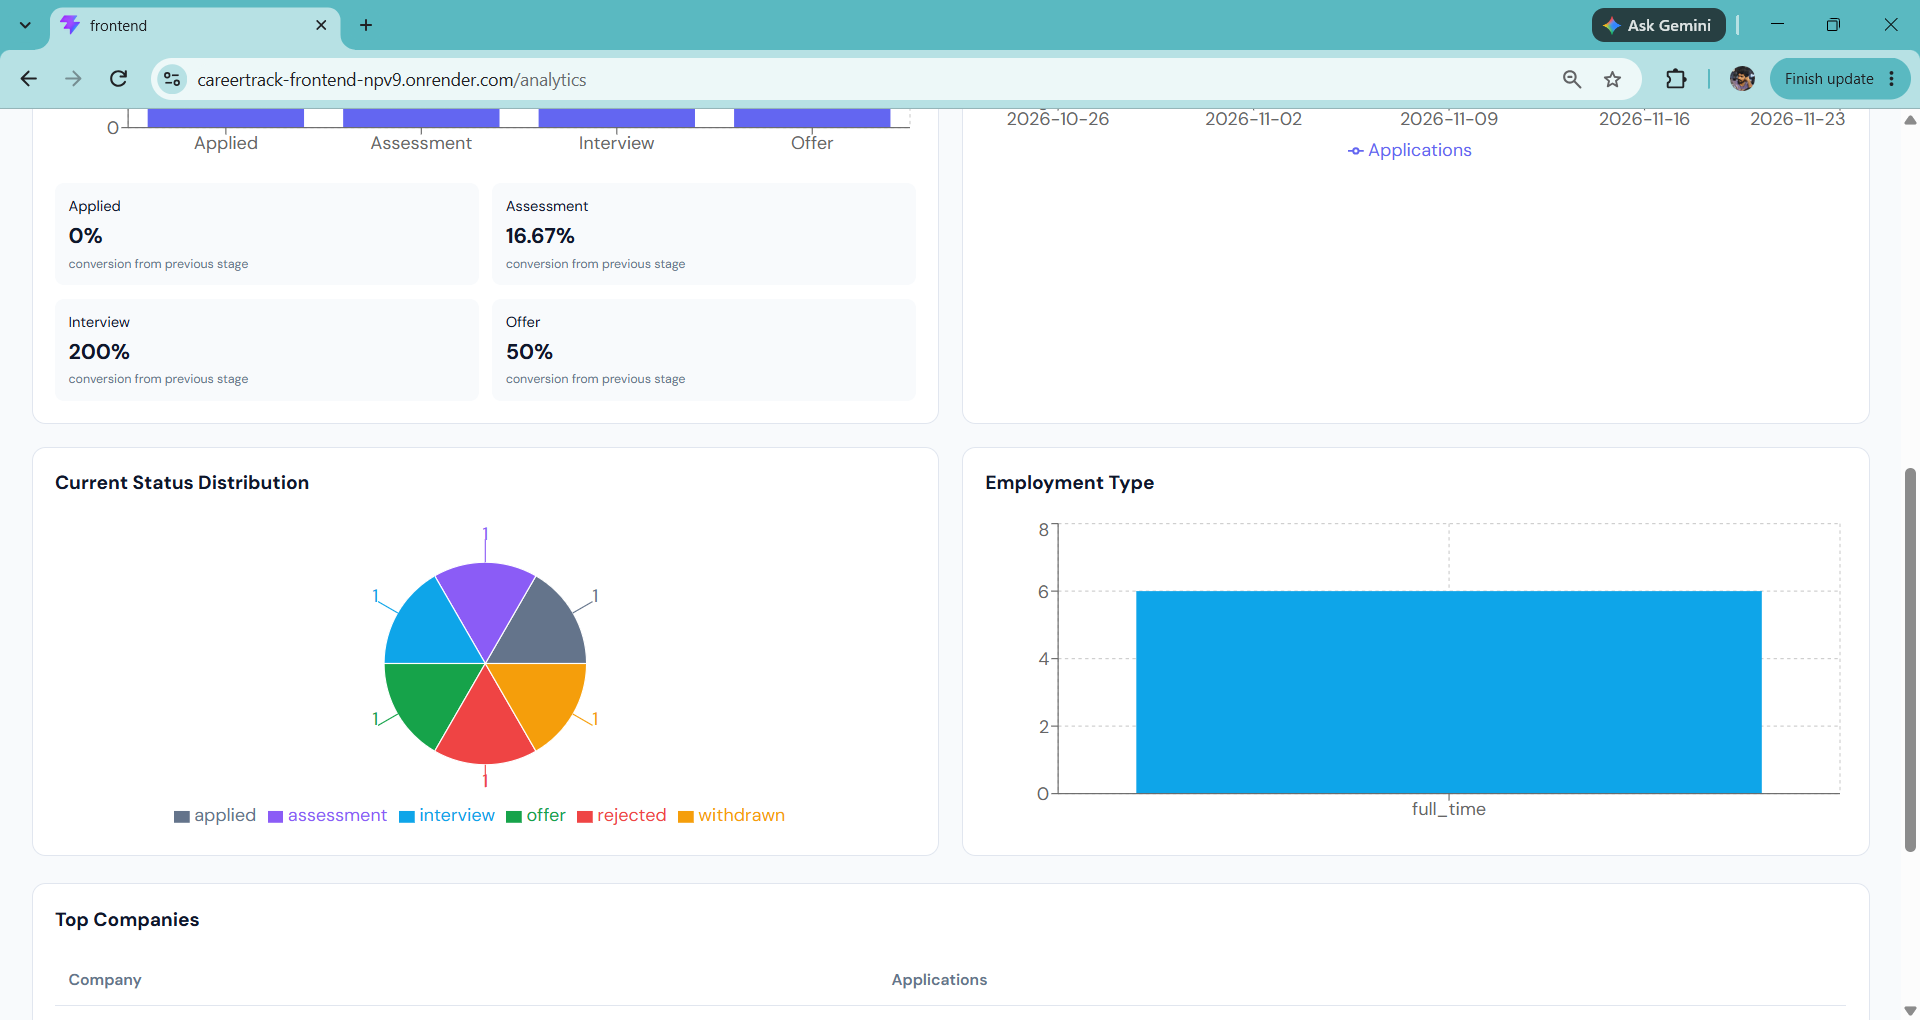 frontend
Ask Gemini
careertrack-frontend-npv9.onrender.com/analytics
Finish update
0
Applied Assessment Interview Offer
2026-10-26 2026-11-02 2026-11-09 2026-11-16 2026-11-23
Applications
Applied
0%
conversion from previous stage
Assessment
16.67%
conversion from previous stage
Interview
200%
conversion from previous stage
Offer
50%
conversion from previous stage
Current Status Distribution
1
1
1
1
1
1
applied assessment interview offer rejected withdrawn
Employment Type
8
6
4
2
0
full_time
Top Companies
Company Applications